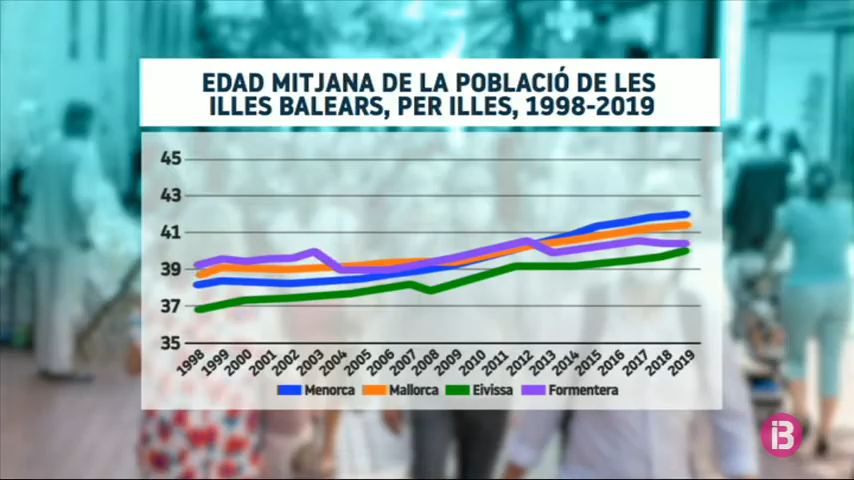 EDAD MITJANA DE LA POBLACIÓ DE LES
ILLES BALEARS, PER ILLES, 1998-2019
45
43
41
39
37
35
1998 1999 2000 2001 2002 2003 2004 2005 2006 2007 2008 2009 2010 2011 2012 2013 2014 2015 2016 2017 2018 2019
Menorca Mallorca Eivissa Formentera
iB